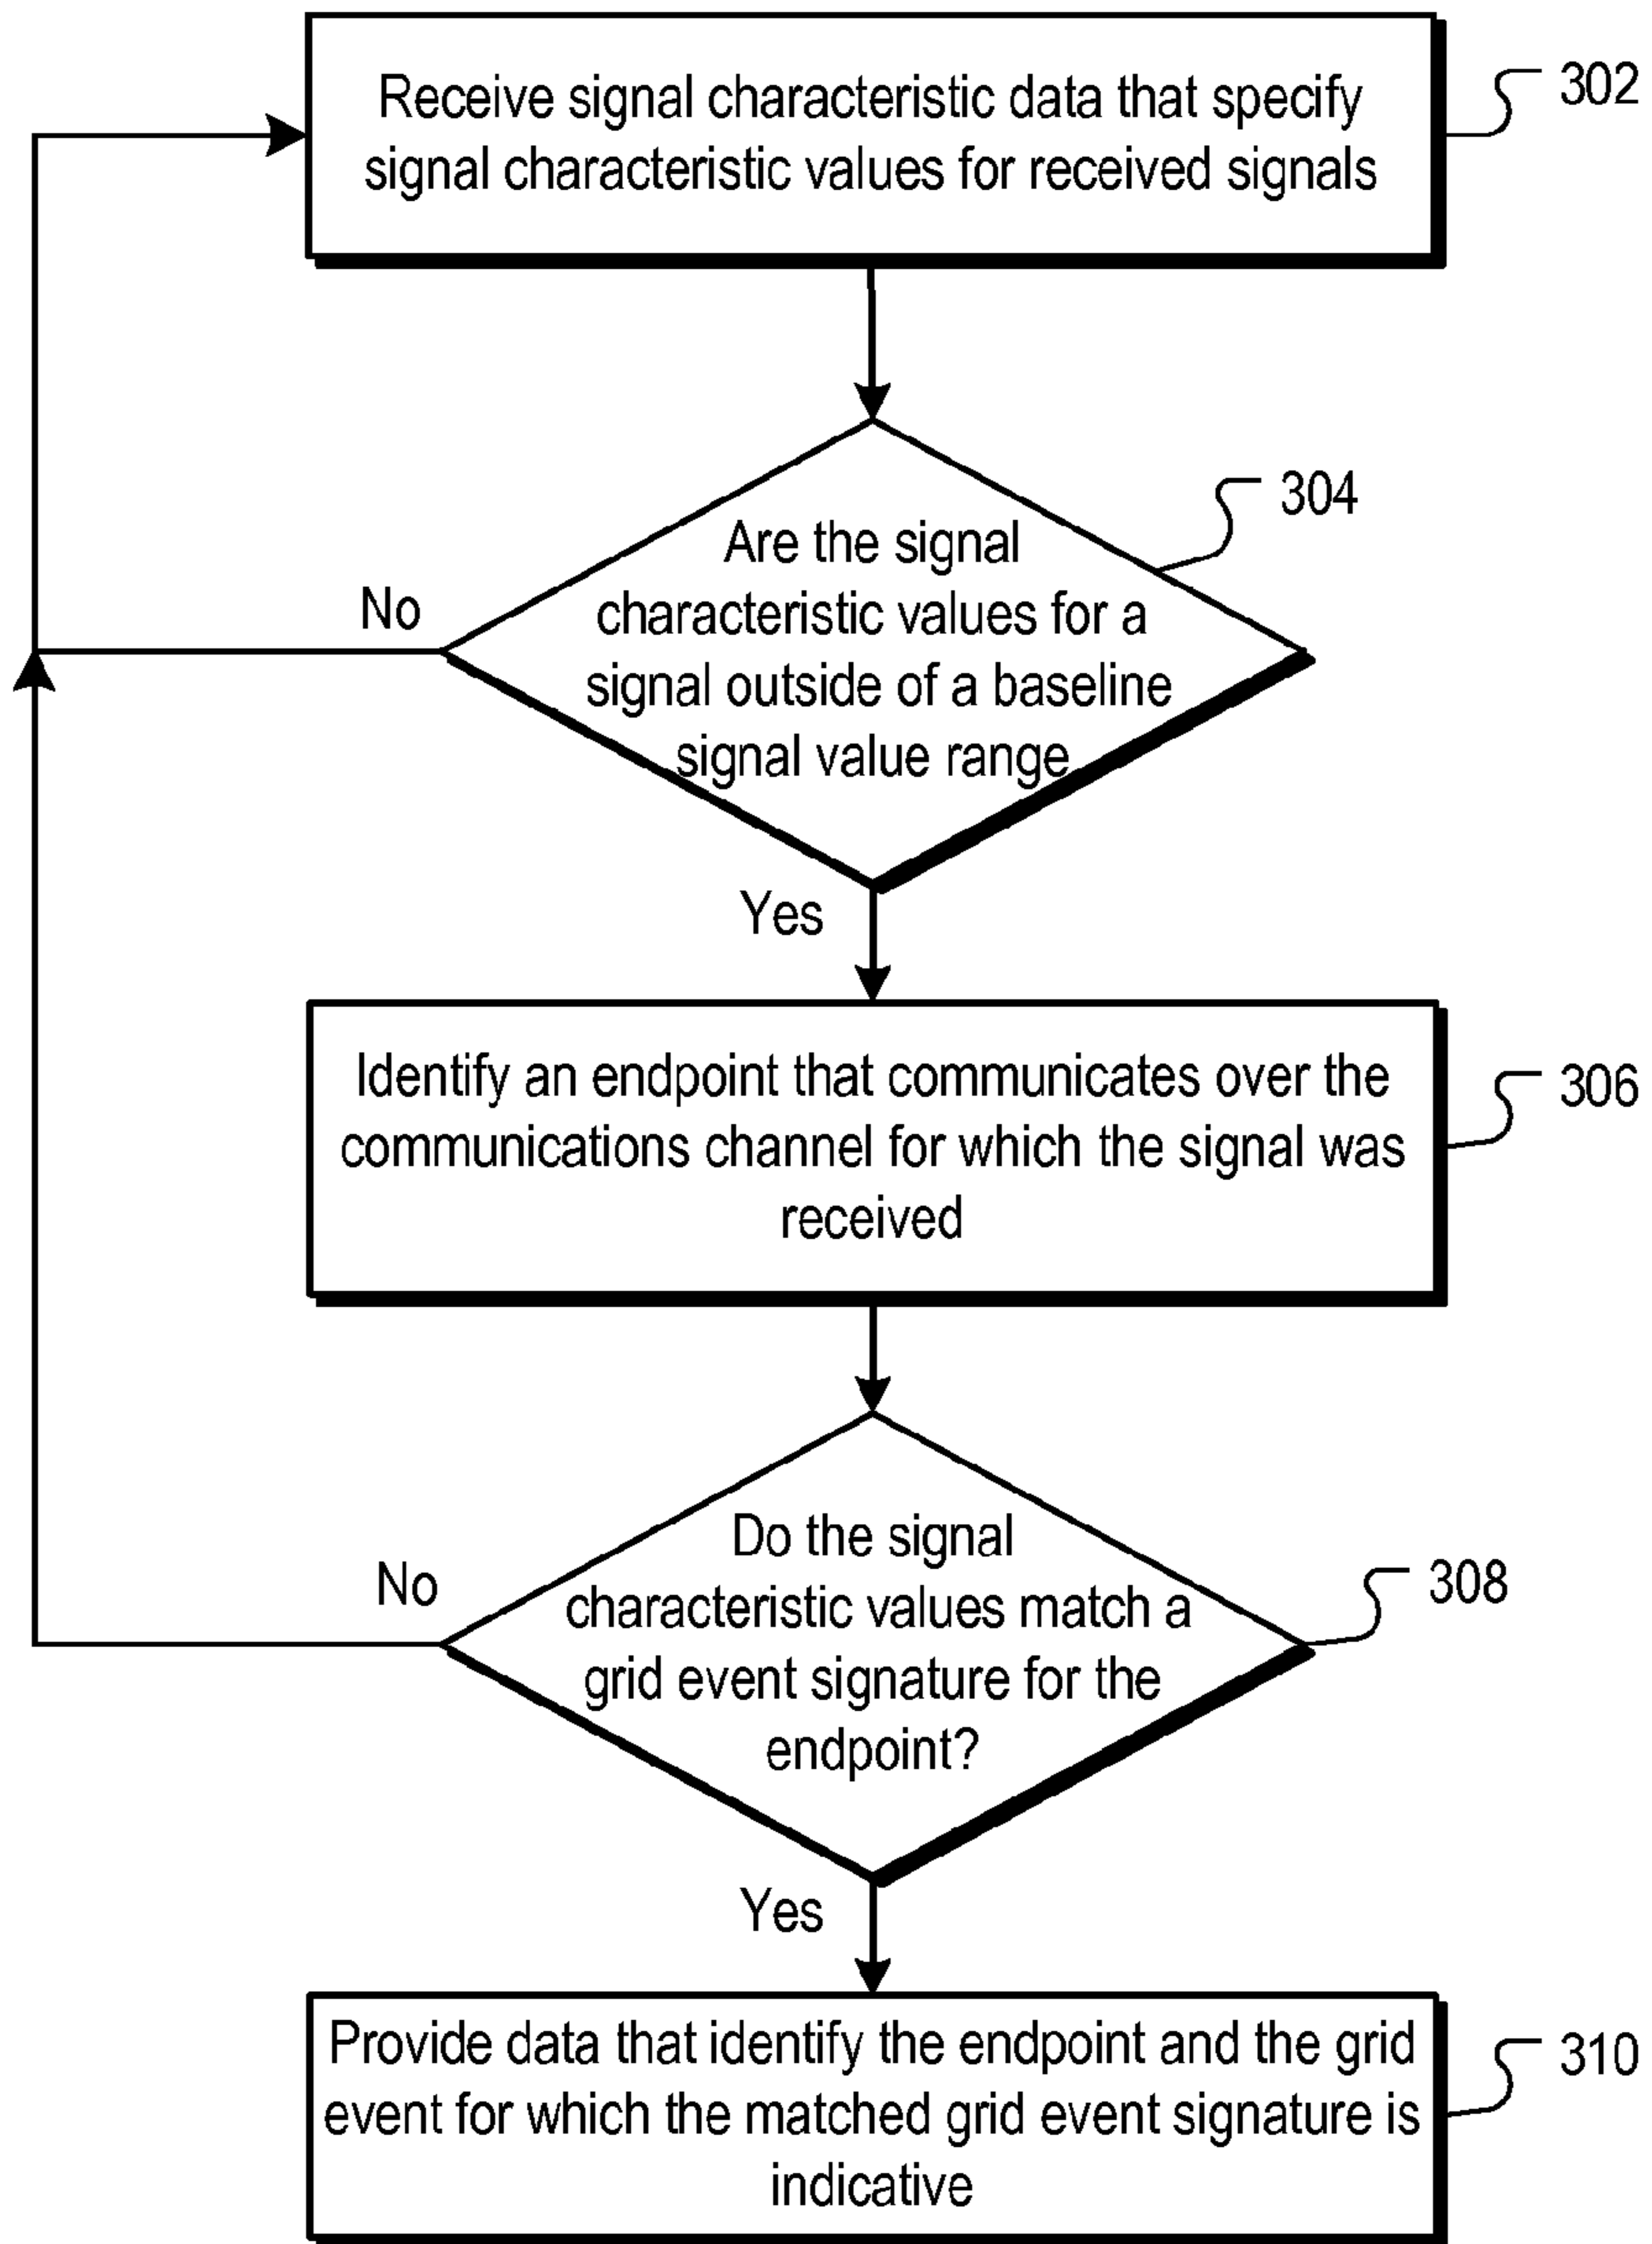 Receive signal characteristic data that specify
signal characteristic values for received signals
302
Are the signal
characteristic values for a
signal outside of a baseline
signal value range
304
No
Yes
Identify an endpoint that communicates over the
communications channel for which the signal was
received
306
Do the signal
characteristic values match a
grid event signature for the
endpoint?
308
No
Yes
Provide data that identify the endpoint and the grid
event for which the matched grid event signature is
indicative
310